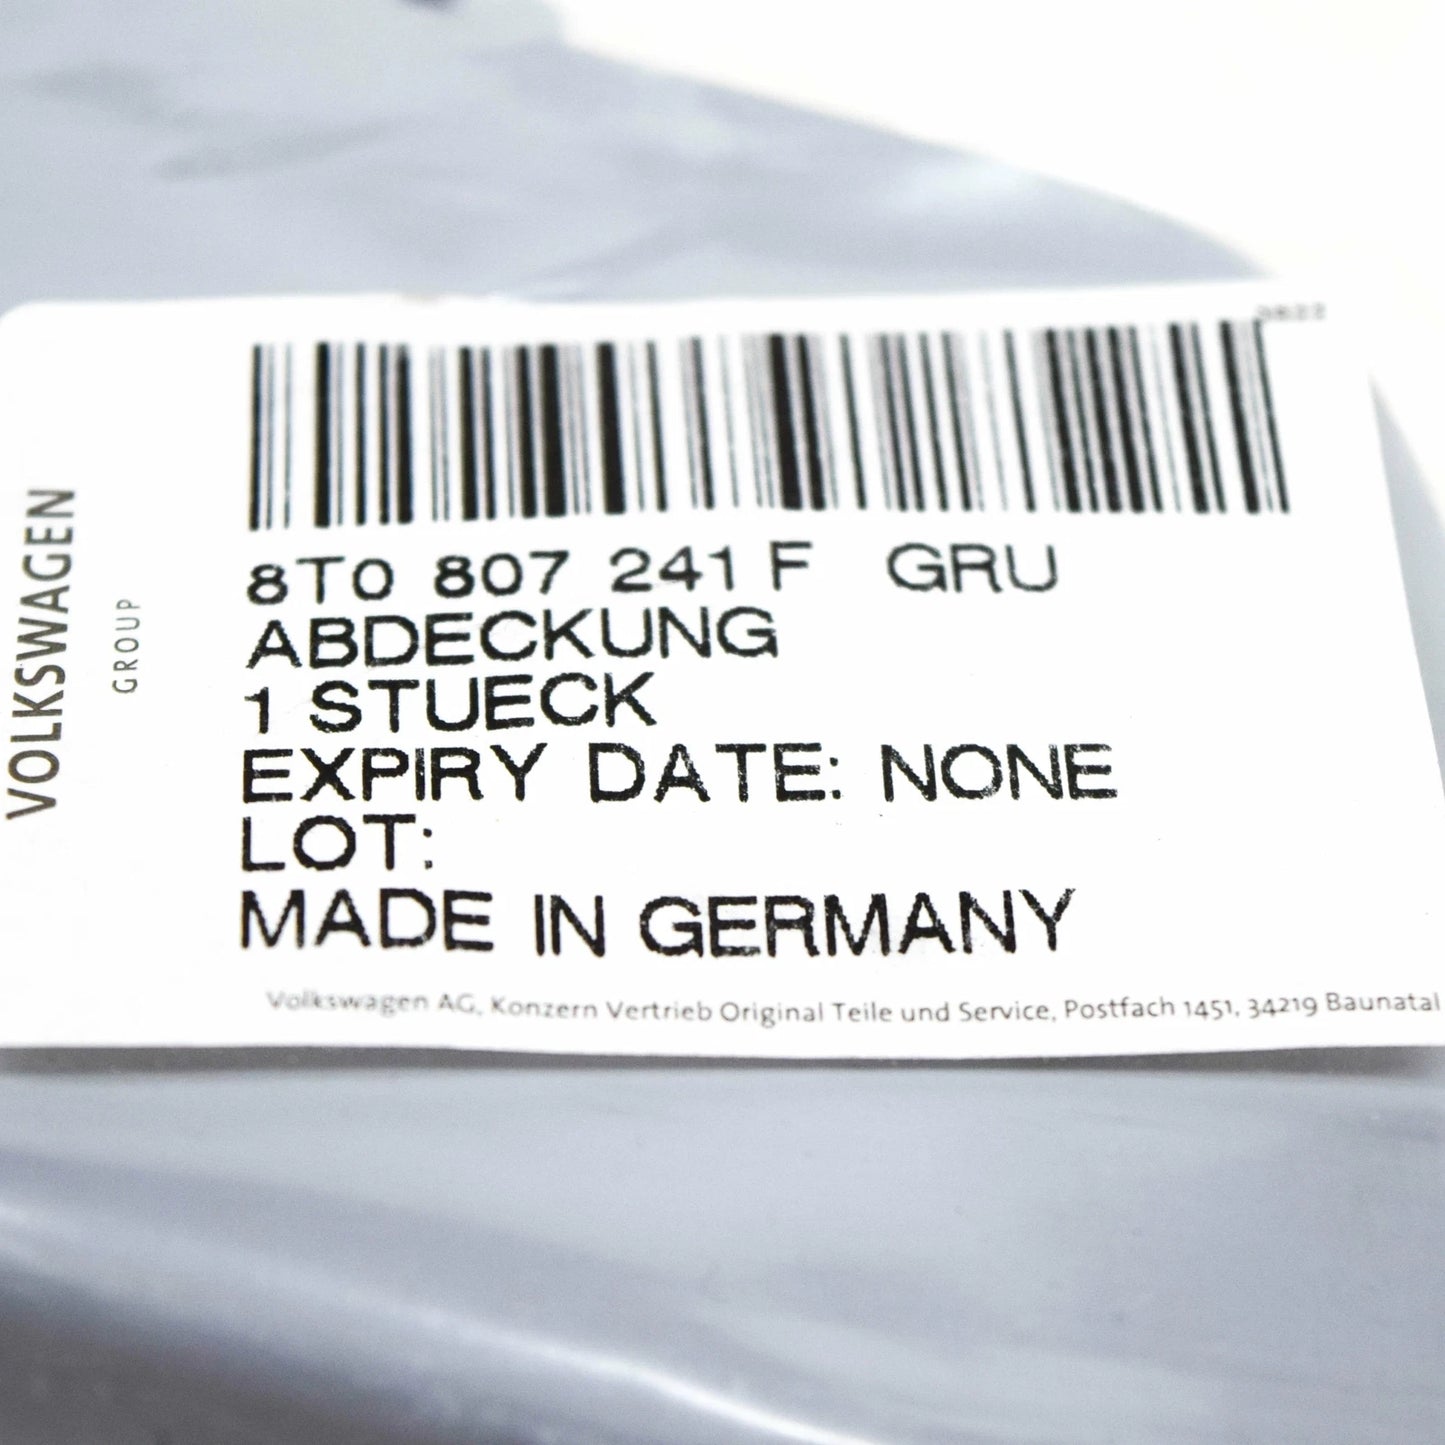 VOLKSWAGEN
GROUP
8T0 807 241 F GRU
ABDECKUNG
1 STUECK
EXPIRY DATE: NONE
LOT:
MADE IN GERMANY
Volkswagen AG, Konzern Vertrieb Original Teile und Service, Postfach 1451, 34219 Baunatal